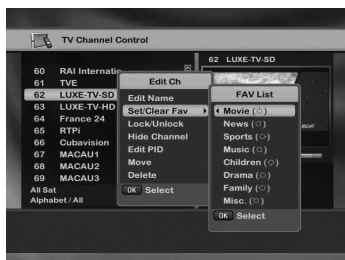 TV Channel Control
62 LUXE-TV-SD
60 RAI Internatio
61 TVE
62 LUXE-TV-SD
63 LUXE-TV-HD
64 France 24
65 RTPi
66 Cubavision
67 MACAU1
68 MACAU2
69 MACAU3
All Sat
Alphabet / All
Edit Ch
Edit Name
Set/Clear Fav
Lock/Unlock
Hide Channel
Edit PID
Move
Delete
OK Select
FAV List
Movie
News
Sports
Music
Children
Drama
Family
Misc.
OK Select